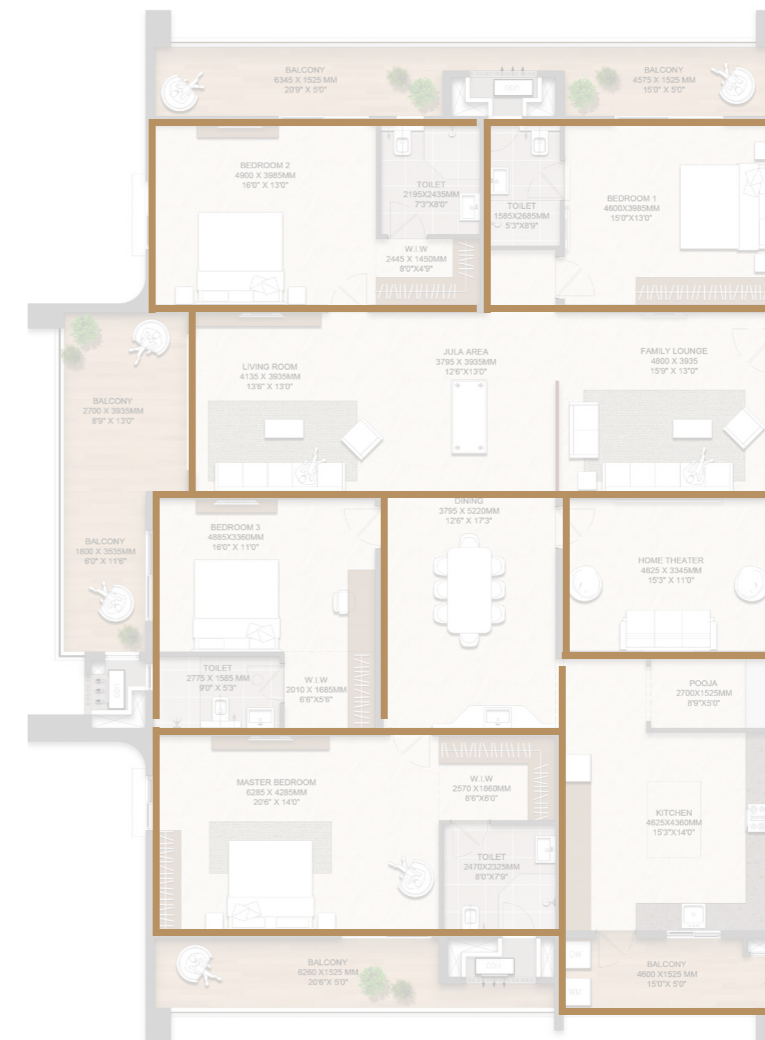 BALCONY
6345 X 1525 MM
20'9" X 5'0"
BALCONY
4575 X 1525 MM
15'0" X 5'0"
BEDROOM 2
4900 X 3985MM
16'0" X 13'0"
TOILET
2195X2435MM
7'3"X8'0"
TOILET
1585X2685MM
5'3"X8'9"
BEDROOM 1
4600X3985MM
15'0"X13'0"
W.I.W
2445 X 1450MM
8'0"X4'9"
LIVING ROOM
4135 X 3935MM
13'6" X 13'0"
JULA AREA
3795 X 3935MM
12'6"X13'0"
FAMILY LOUNGE
4800 X 3935
15'9" X 13'0"
BALCONY
2700 X 3935MM
8'9" X 13'0"
BEDROOM 3
4885X3360MM
16'0" X 11'0"
DINING
3795 X 5220MM
12'6" X 17'3"
BALCONY
1800 X 3535MM
6'0" X 11'6"
HOME THEATER
4625 X 3345MM
15'3" X 11'0"
TOILET
2775 X 1585 MM
9'0" X 5'3"
W.I.W
2010 X 1685MM
6'6"X5'6"
POOJA
2700X1525MM
8'9"X5'0"
MASTER BEDROOM
6285 X 4285MM
20'6" X 14'0"
W.I.W
2570 X1860MM
8'6"X6'0"
KITCHEN
4625X4360MM
15'3"X14'0"
TOILET
2470X2325MM
8'0"X7'9"
BALCONY
6260 X1525 MM
20'6"X 5'0"
BALCONY
4600 X1525 MM
15'0"X 5'0"
WM